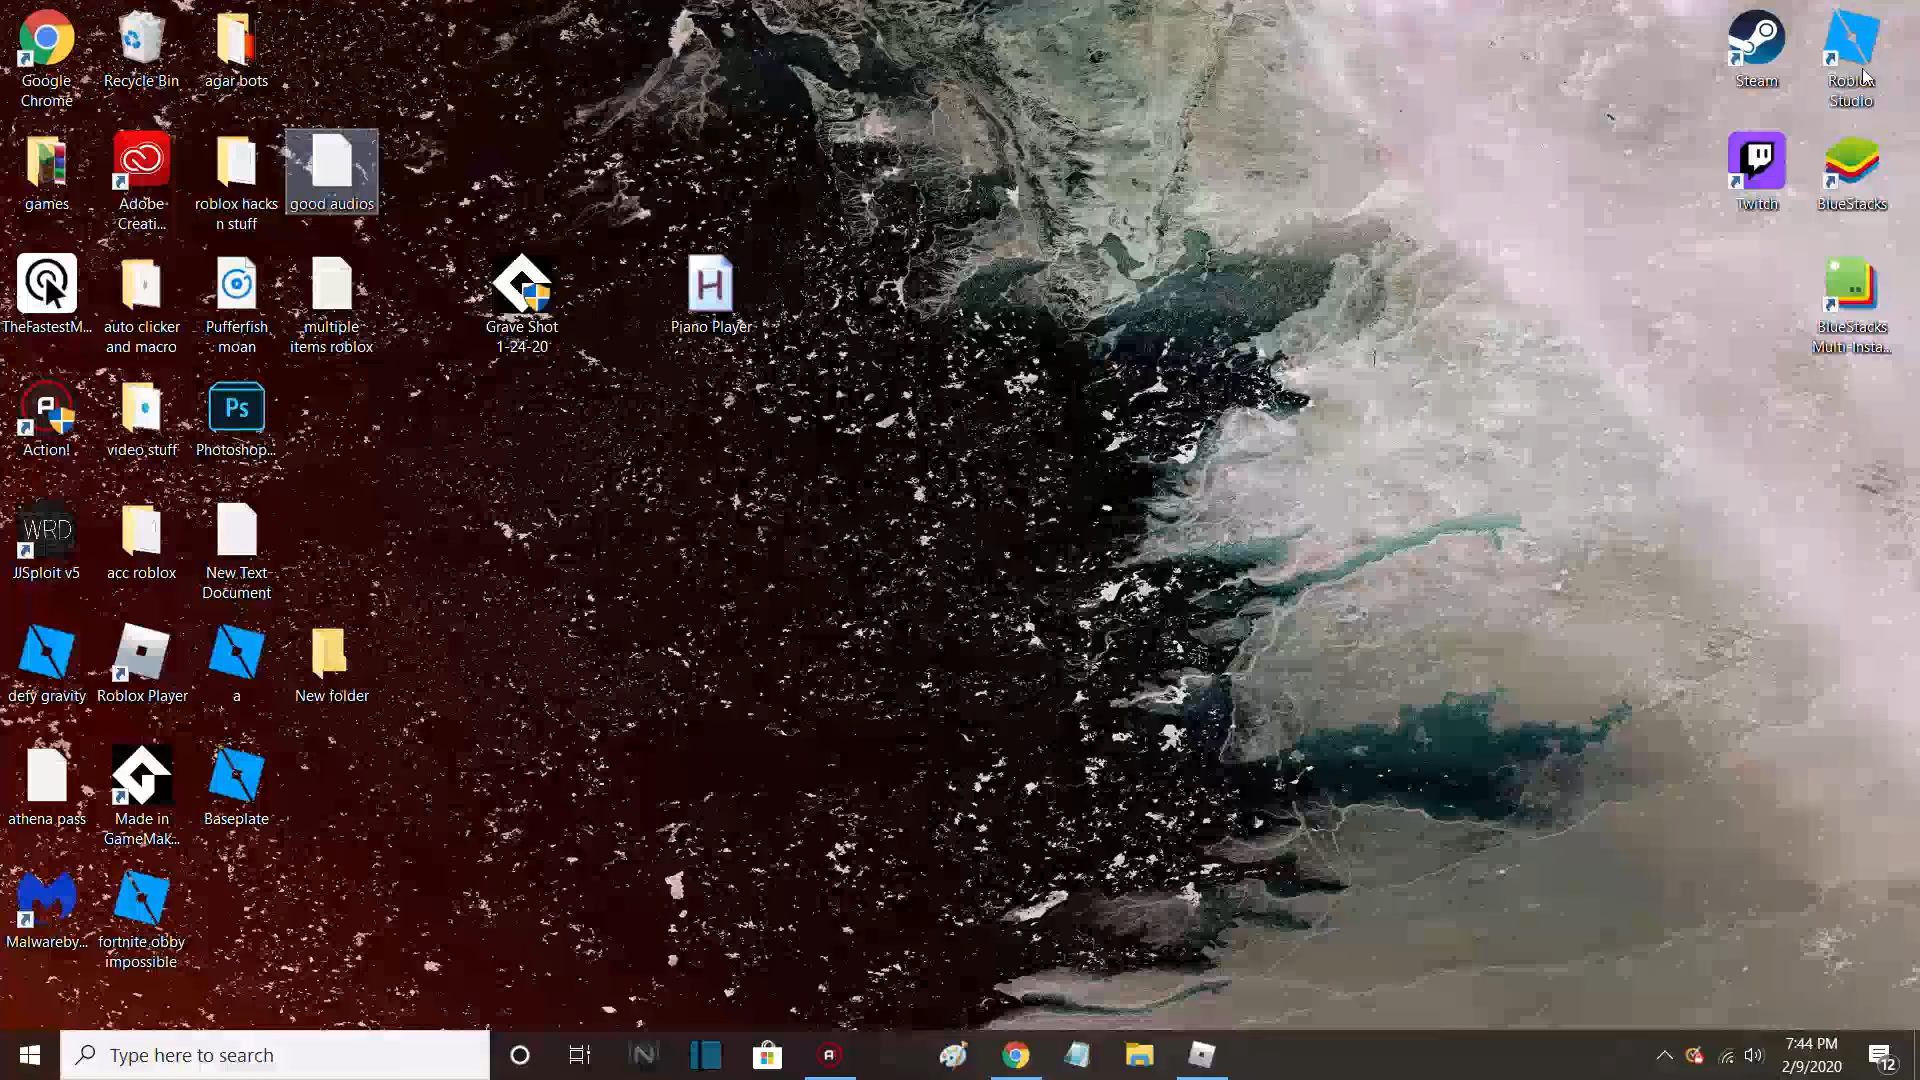 Google
Chrome
Recycle Bin
agar bots
Steam
Roblox
Studio
games
Adobe
Creati...
roblox hacks
n stuff
good audios
Twitch
BlueStacks
TheFastestM...
auto clicker
and macro
Pufferfish
moan
multiple
items roblox
Grave Shot
1-24-20
H
Piano Player
BlueStacks
Multi-Insta...
Action!
video stuff
Ps
Photoshop...
WRD
JJSploit v5
acc roblox
New Text
Document
defy gravity
Roblox Player
a
New folder
athena pass
Made in
GameMak...
Baseplate
Malwareby...
fortnite obby
impossible
Type here to search
N
7:44 PM
2/9/2020
12